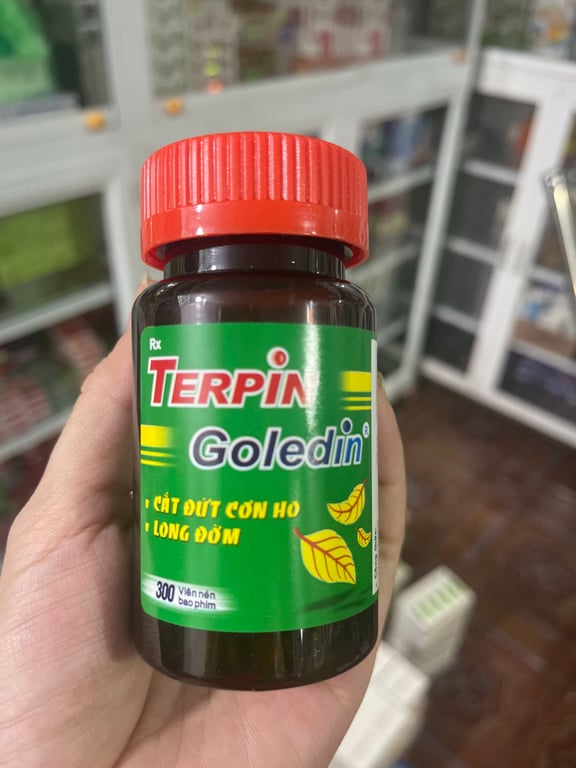 Rx
TERPIN
Goledin®
- CẮT ĐỨT CƠN HO
- LONG ĐỜM
300 Viên nén
bao phim